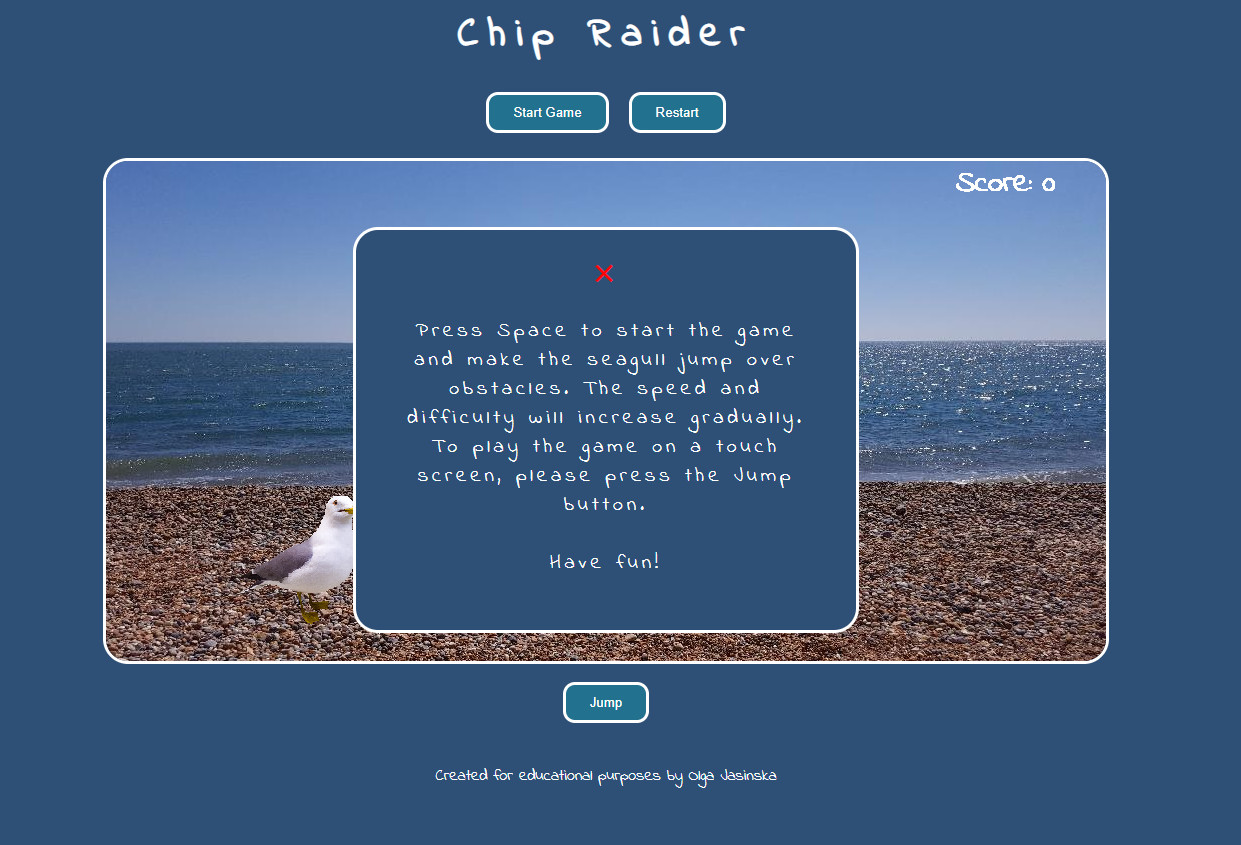 Chip Raider
Start Game
Restart
Score: 0
Press Space to start the game
and make the seagull jump over
obstacles. The speed and
difficulty will increase gradually.
To play the game on a touch
screen, please press the Jump
button.
Have fun!
Jump
Created for educational purposes by Olga Jasinska